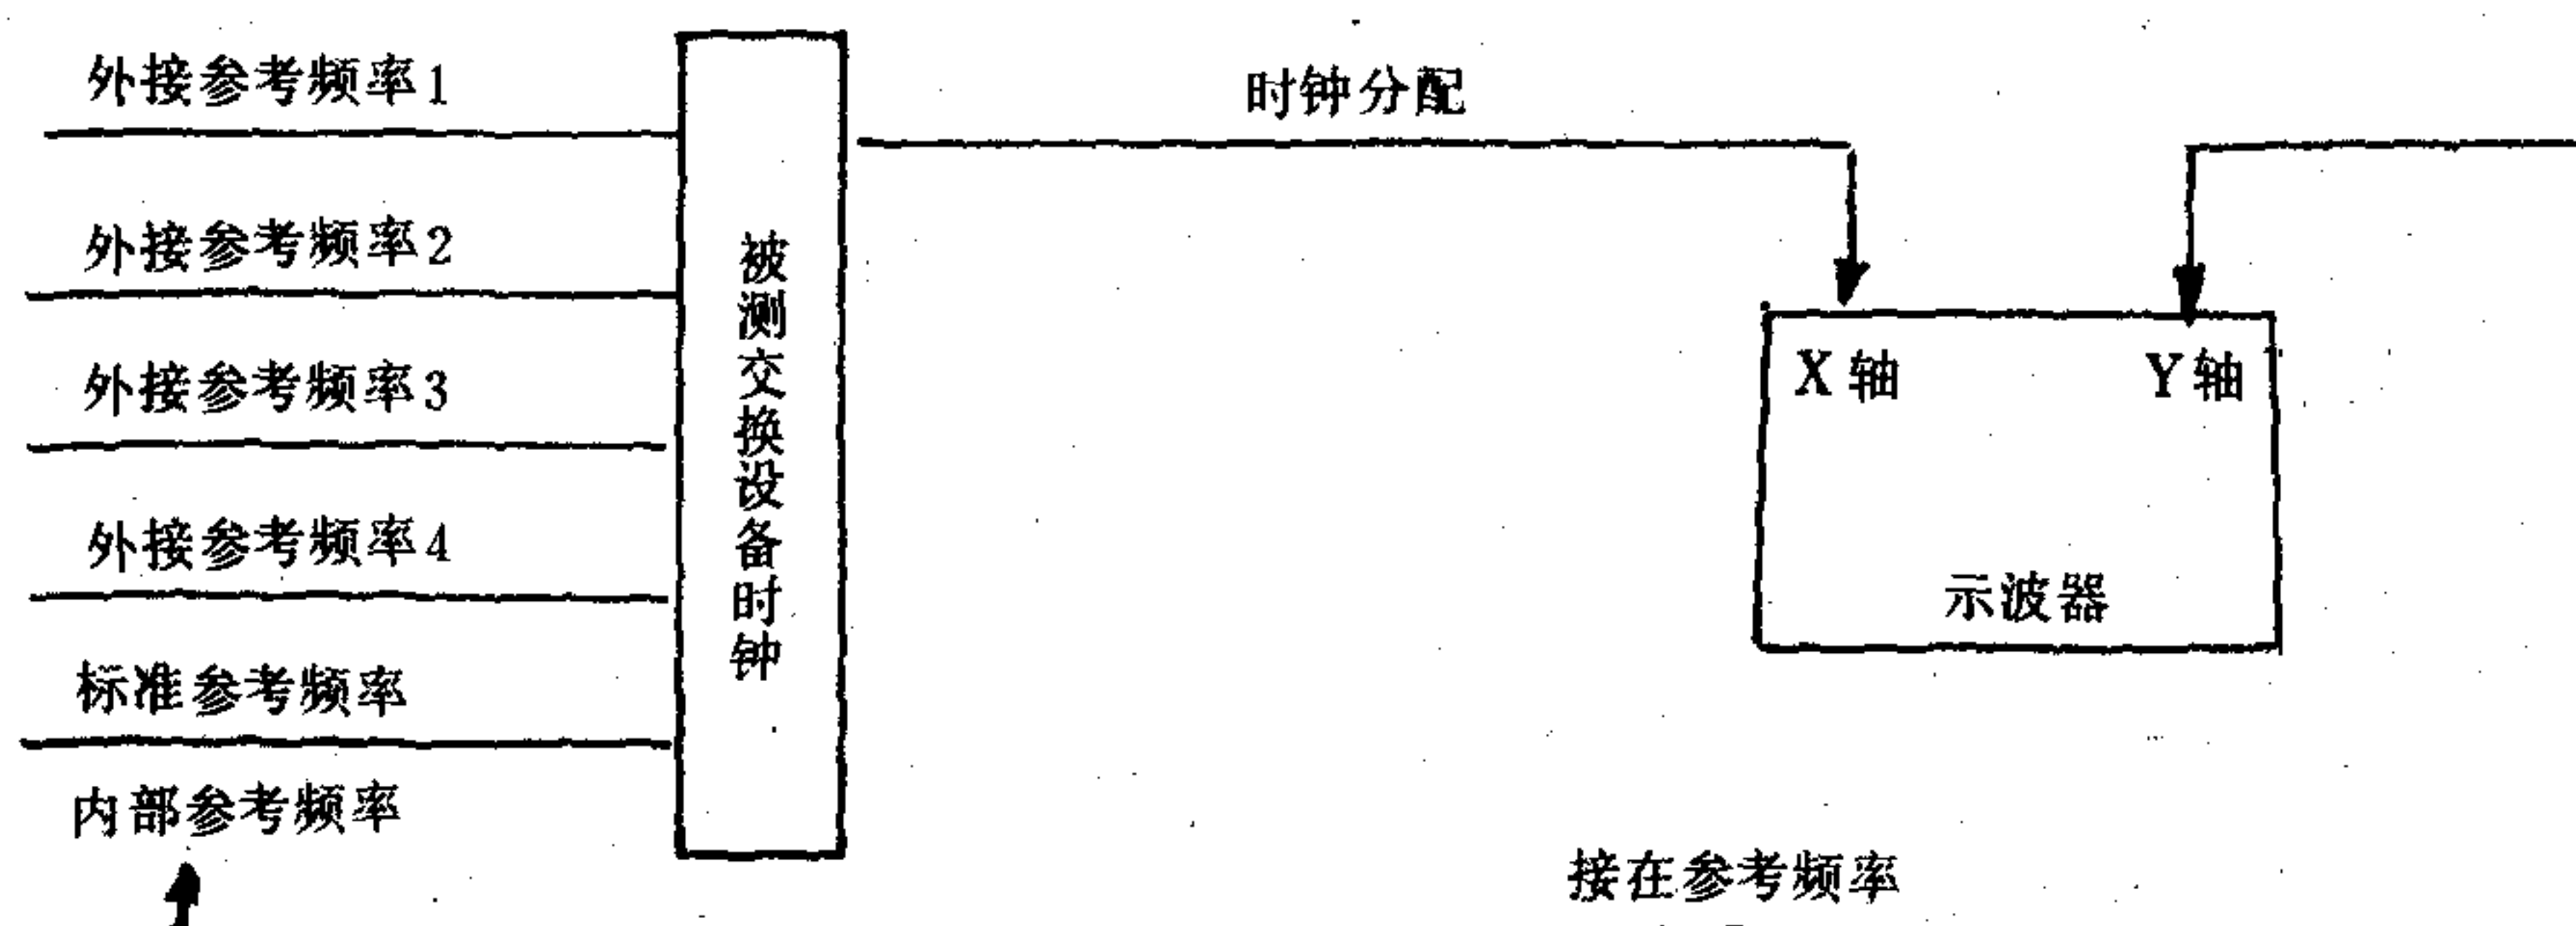 外接参考频率1
外接参考频率2
外接参考频率3
外接参考频率4
标准参考频率
内部参考频率
被测交换设备时钟
时钟分配
X轴
Y轴
示波器
接在参考频率